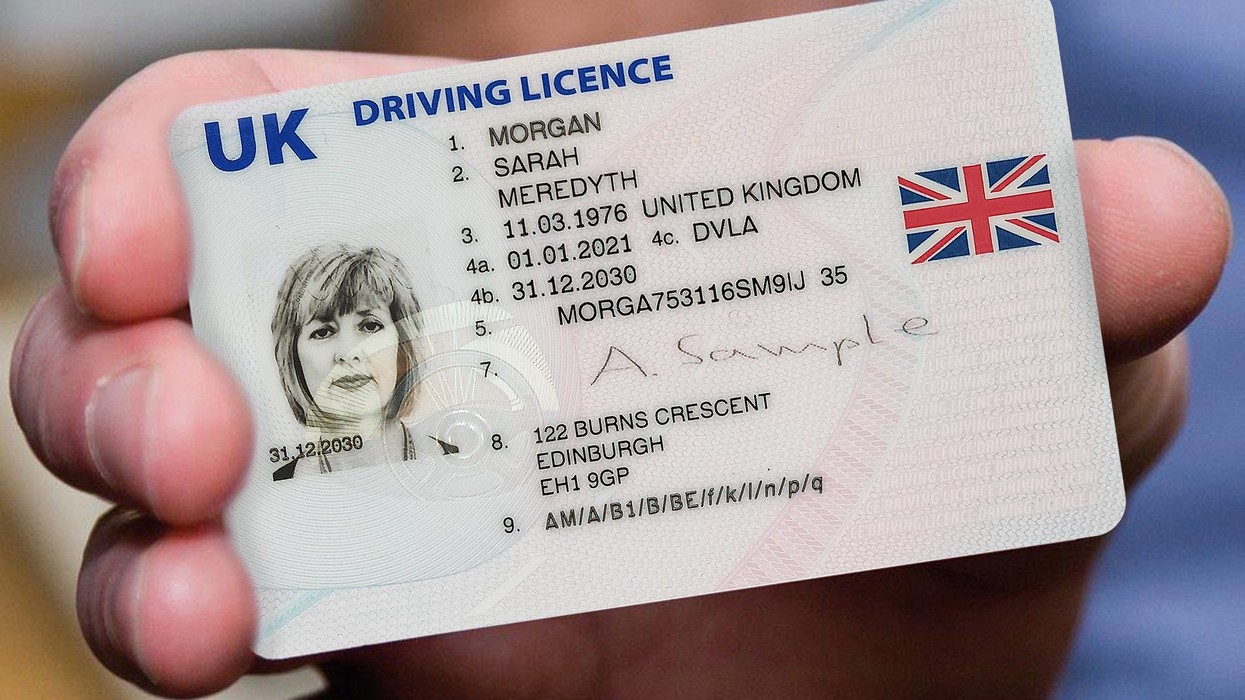 UK DRIVING LICENCE
1. MORGAN
2. SARAH
MEREDYTH
3. 11.03.1976 UNITED KINGDOM
4a. 01.01.2021 4c. DVLA
4b. 31.12.2030
5. MORGA753116SM9IJ 35
7. A. Sample
31.12.2030
8. 122 BURNS CRESCENT
EDINBURGH
EH1 9GP
9. AM/A/B1/B/BE/f/k/l/n/p/q